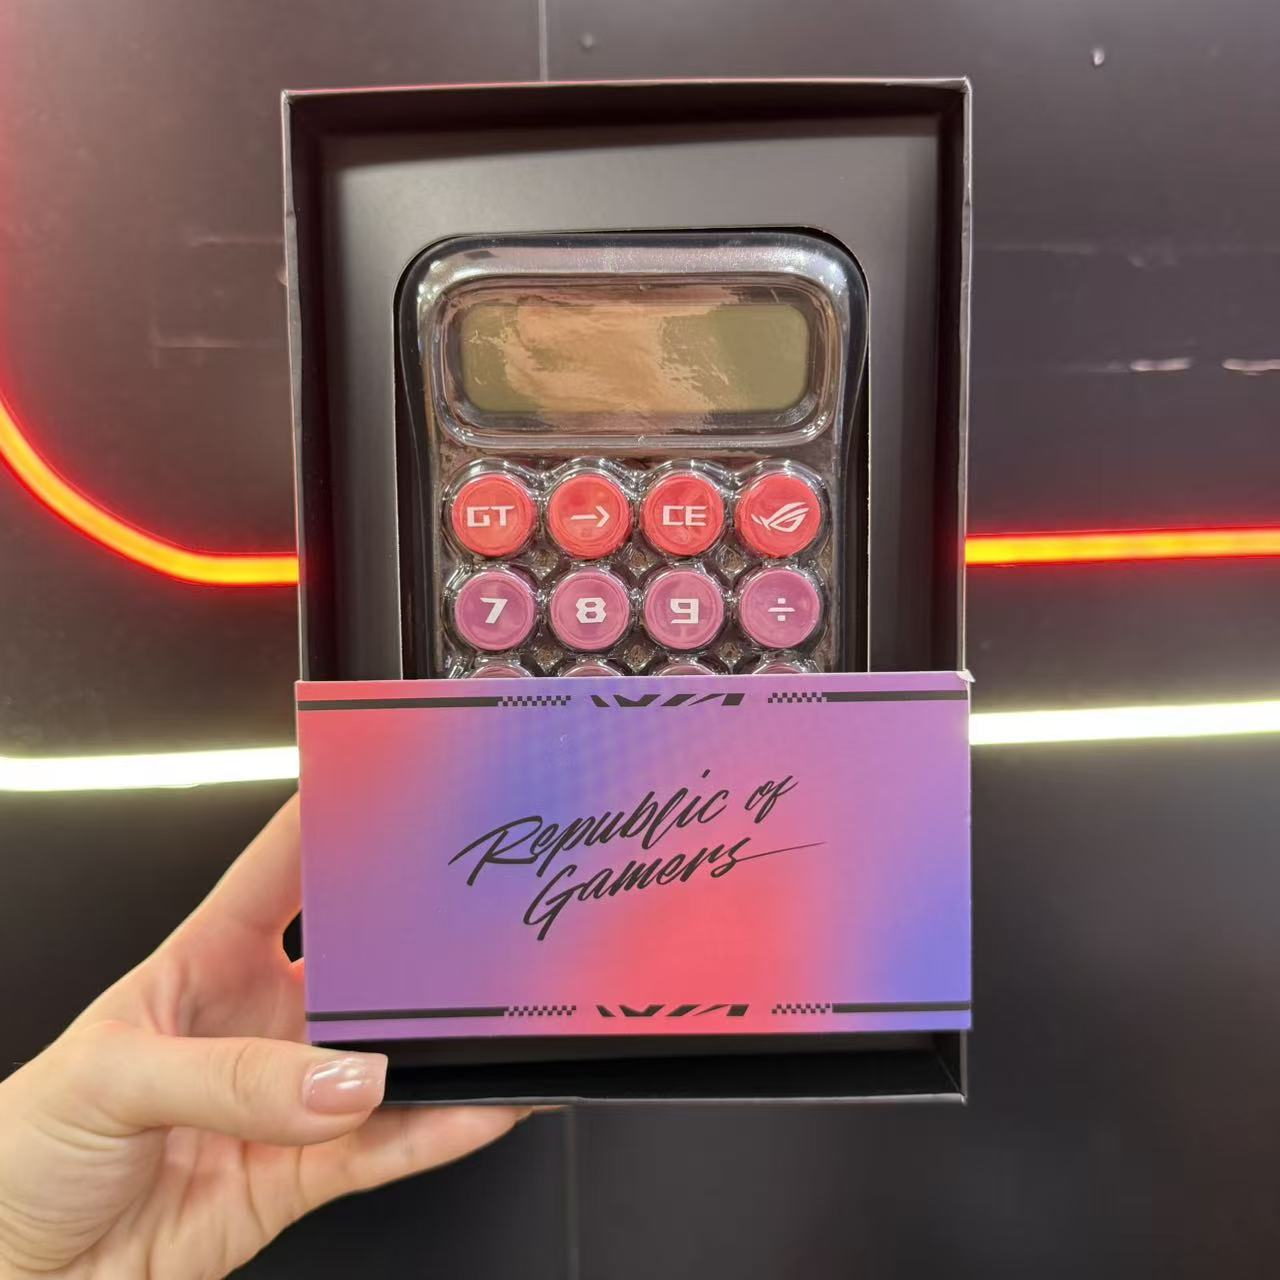 GT → CE
7 8 9 ÷
Republic of
Gamers